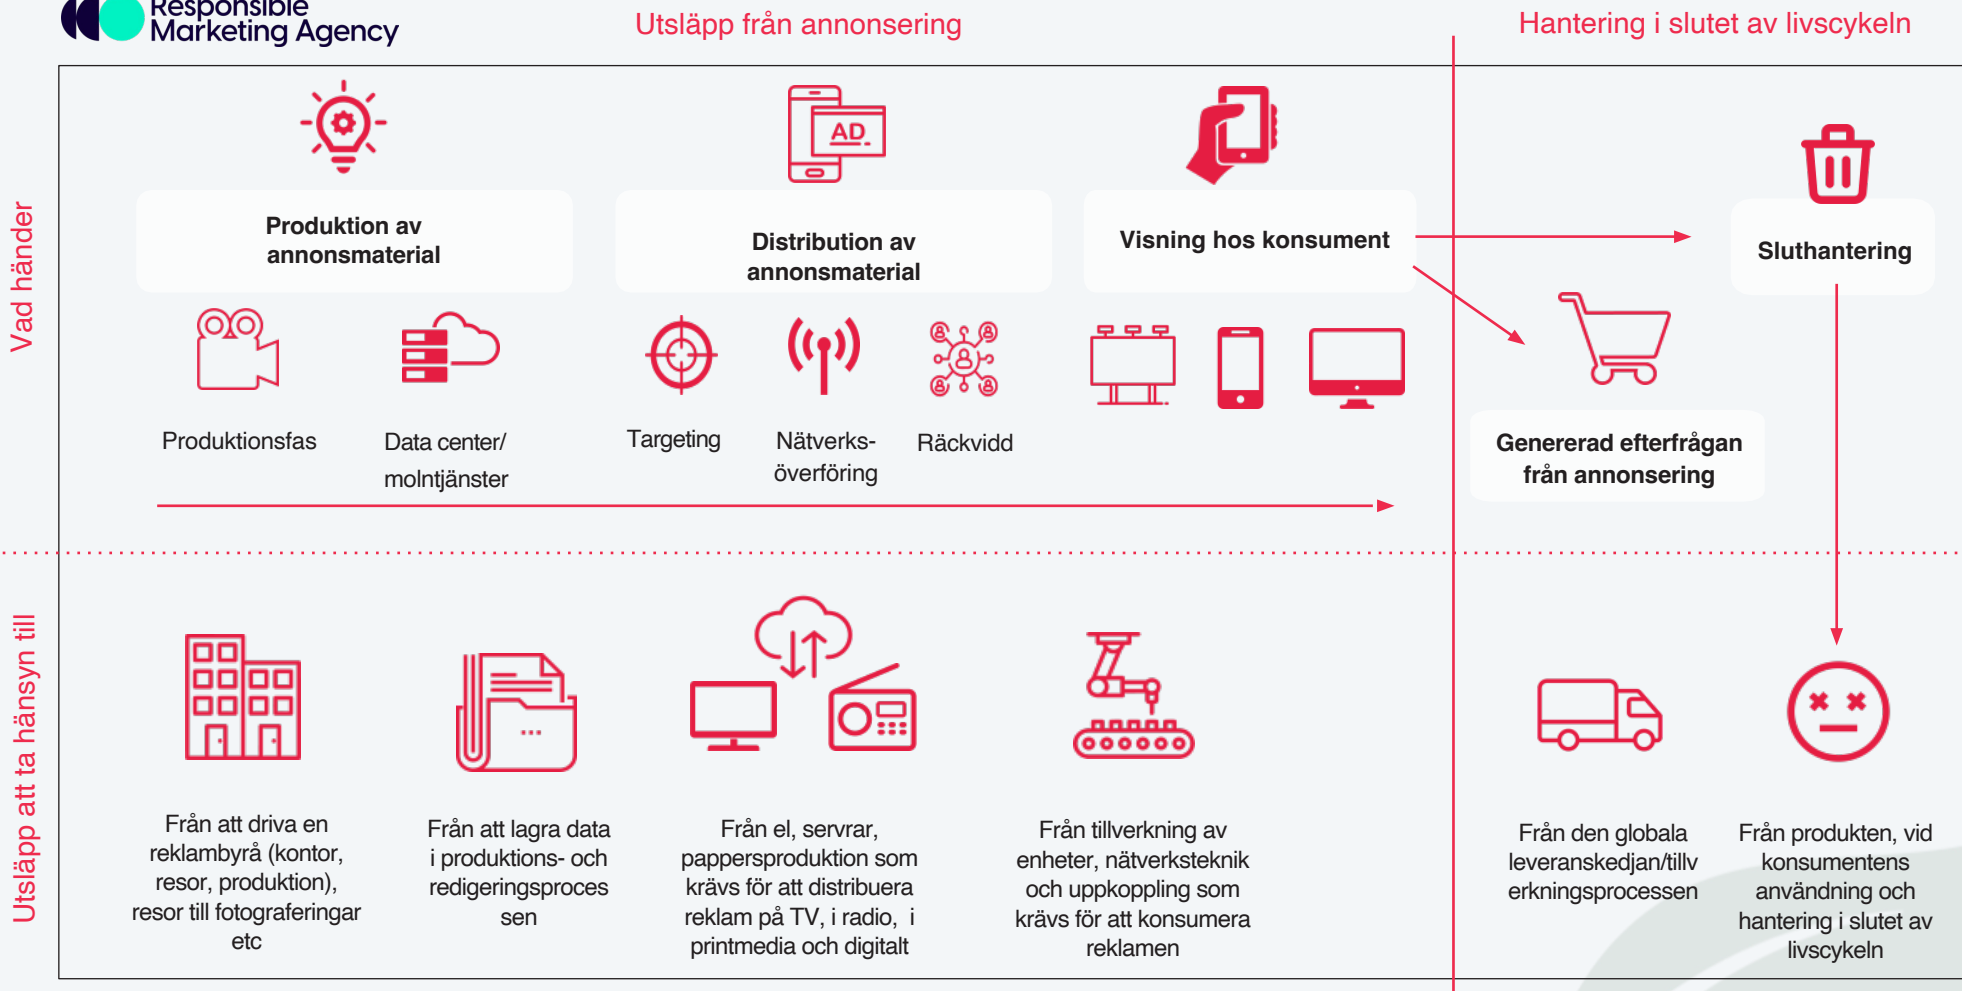 Responsible
Marketing Agency
Utsläpp från annonsering
Hantering i slutet av livscykeln
Vad händer
AD
Produktion av
annonsmaterial
Distribution av
annonsmaterial
Visning hos konsument
Sluthantering
Produktionsfas
Data center/
molntjänster
Targeting
Nätverks-
överföring
Räckvidd
Genererad efterfrågan
från annonsering
Utsläpp att ta hänsyn till
Från att driva en
reklambyrå (kontor,
resor, produktion),
resor till fotograferingar
etc
Från att lagra data
i produktions- och
redigeringsproces
sen
Från el, servrar,
pappersproduktion som
krävs för att distribuera
reklam på TV, i radio, i
printmedia och digitalt
Från tillverkning av
enheter, nätverksteknik
och uppkoppling som
krävs för att konsumera
reklamen
Från den globala
leveranskedjan/tillv
erkningsprocessen
Från produkten, vid
konsumentens
användning och
hantering i slutet av
livscykeln